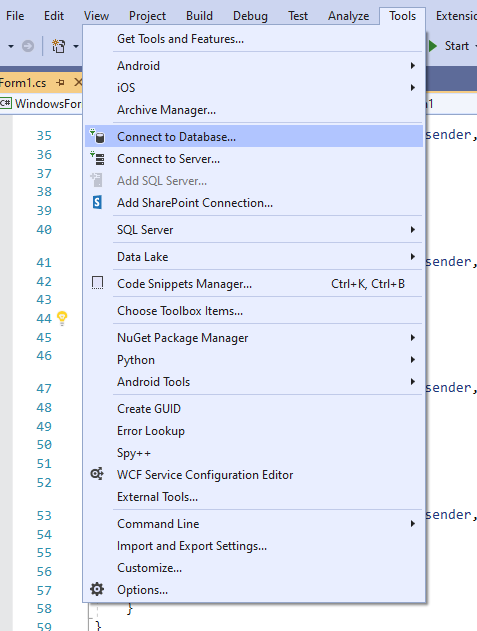 File Edit View Project Build Debug Test Analyze Tools Extensio
Start
Form1.cs
C# WindowsFor
Get Tools and Features...
Android
iOS
Archive Manager...
35 Connect to Database... sender,
36 Connect to Server...
37 Add SQL Server...
38
39 Add SharePoint Connection...
40 SQL Server
41 Data Lake sender,
42 Code Snippets Manager... Ctrl+K, Ctrl+B
43
44 Choose Toolbox Items...
45 NuGet Package Manager
46 Python
47 Android Tools sender,
48 Create GUID
49 Error Lookup
50
51 Spy++
52 WCF Service Configuration Editor
External Tools...
53 Command Line sender,
54
55 Import and Export Settings...
56 Customize...
57 Options...
58 }
59 }